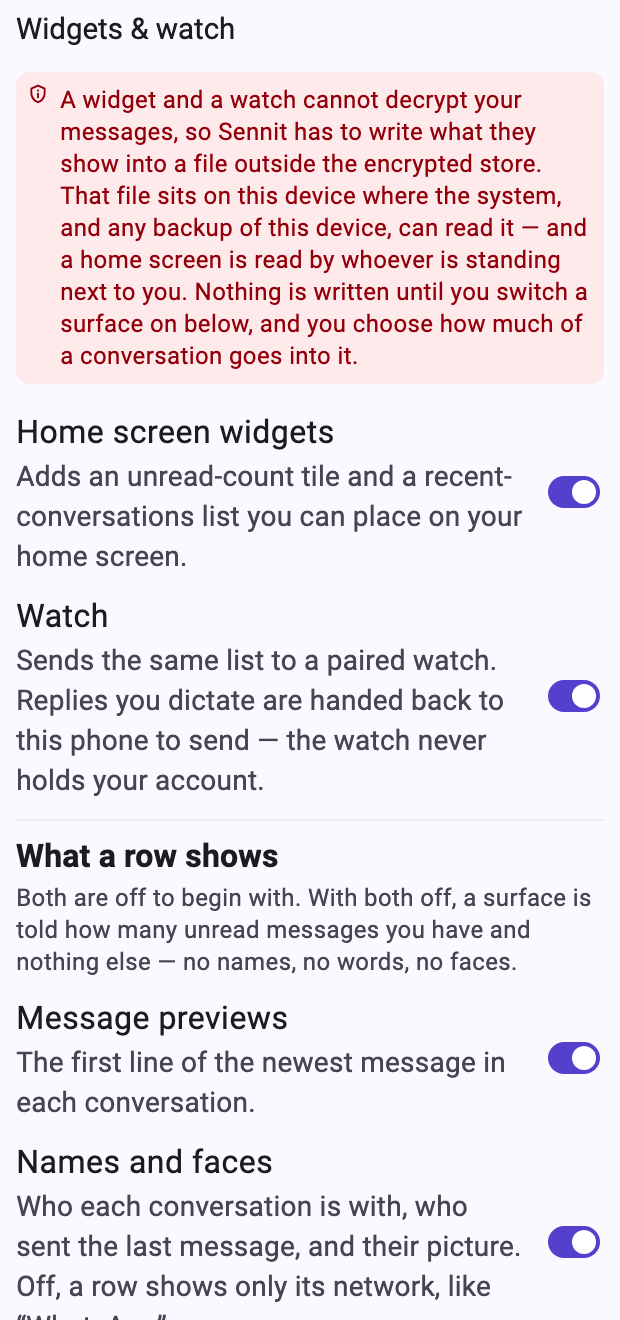 Widgets & watch
A widget and a watch cannot decrypt your
messages, so Sennit has to write what they
show into a file outside the encrypted store.
That file sits on this device where the system,
and any backup of this device, can read it — and
a home screen is read by whoever is standing
next to you. Nothing is written until you switch a
surface on below, and you choose how much of
a conversation goes into it.
Home screen widgets
Adds an unread-count tile and a recent-
conversations list you can place on your
home screen.
Watch
Sends the same list to a paired watch.
Replies you dictate are handed back to
this phone to send — the watch never
holds your account.
What a row shows
Both are off to begin with. With both off, a surface is
told how many unread messages you have and
nothing else — no names, no words, no faces.
Message previews
The first line of the newest message in
each conversation.
Names and faces
Who each conversation is with, who
sent the last message, and their picture.
Off, a row shows only its network, like